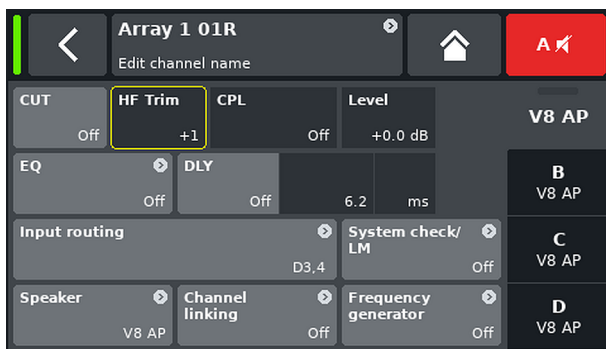 Array 1 01R
Edit channel name
A
CUT
Off
HF Trim
+1
CPL
Off
Level
+0.0 dB
V8 AP
EQ
Off
DLY
Off
6.2
ms
B
V8 AP
Input routing
D3,4
System check/
LM
Off
C
V8 AP
Speaker
V8 AP
Channel
linking
Off
Frequency
generator
Off
D
V8 AP